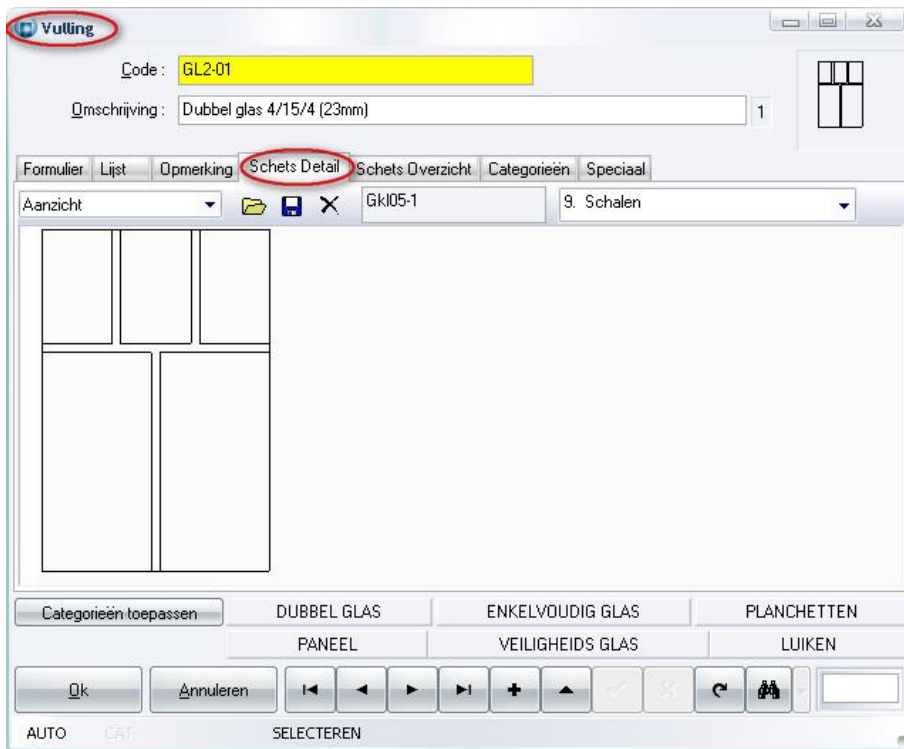 Vulling
Code : GL2-01
Omschrijving : Dubbel glas 4/15/4 (23mm) 1
Formulier Lijst Opmerking Schets Detail Schets Overzicht Categorieën Speciaal
Aanzicht Gkl05-1 9. Schalen
Categorieën toepassen DUBBEL GLAS ENKELVOUDIG GLAS PLANCHETTEN
PANEEL VEILIGHEIDS GLAS LUIKEN
Ok Annuleren
AUTO CAT SELECTEREN